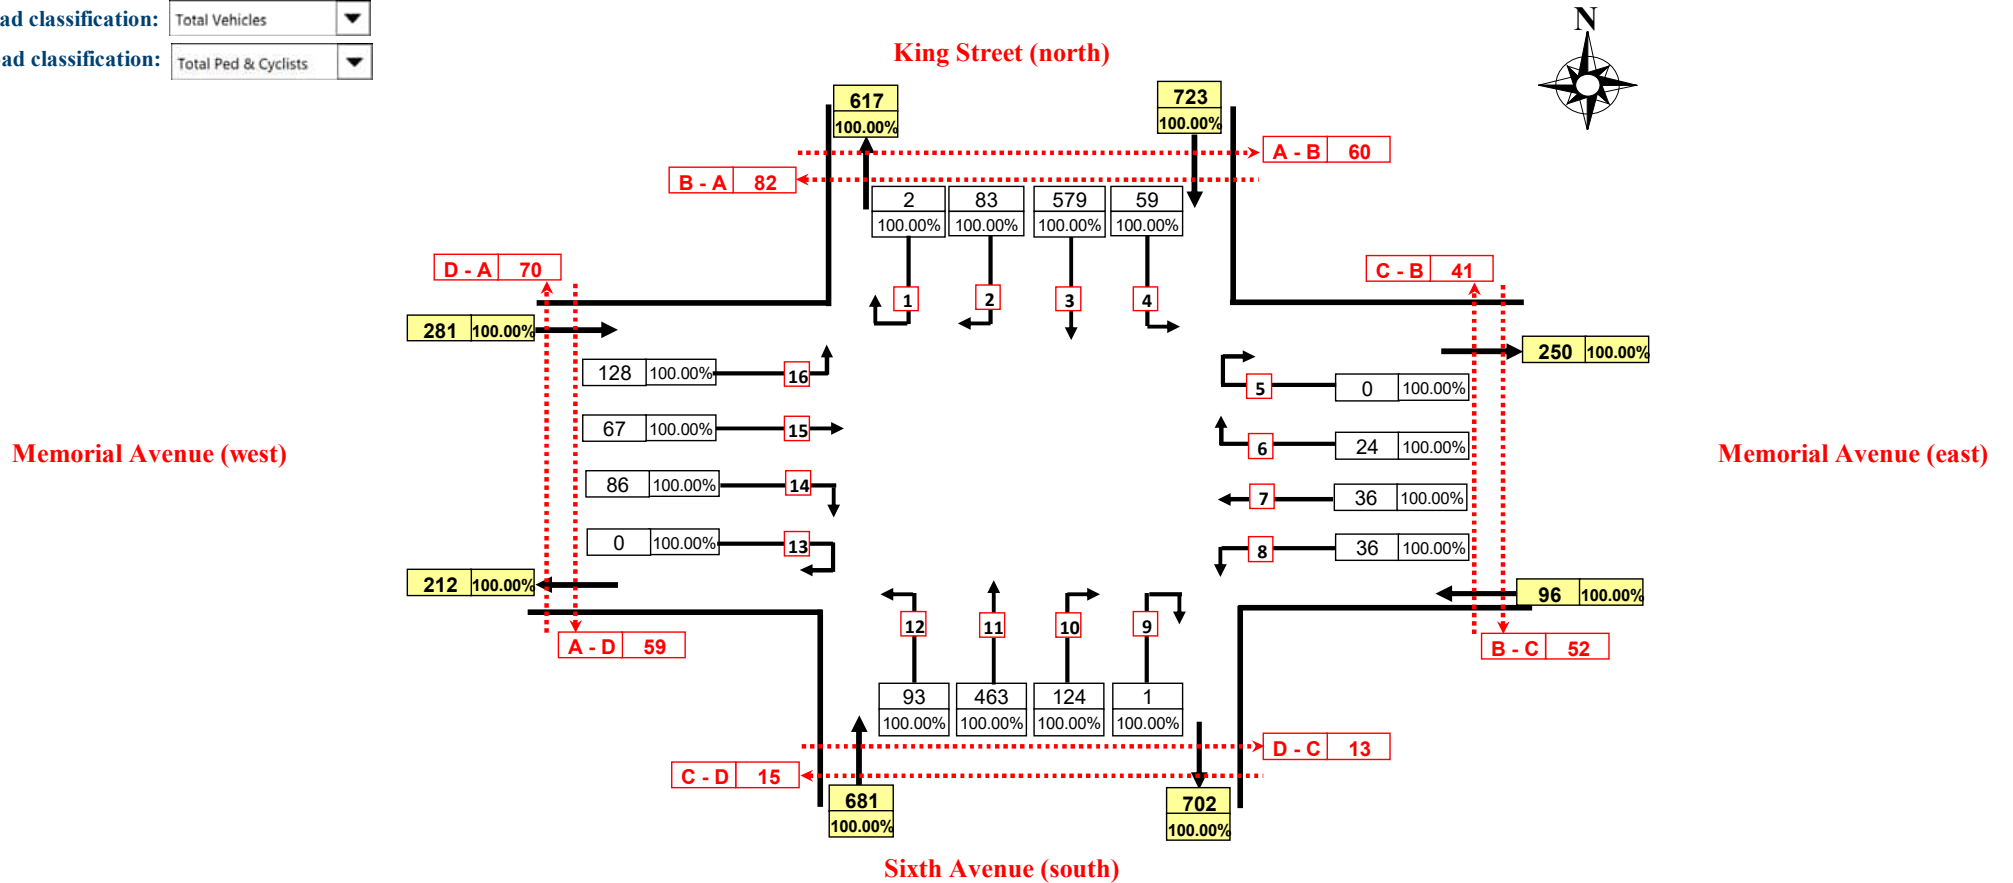 ad classification: Total Vehicles
ad classification: Total Ped & Cyclists
N
King Street (north)
617
100.00%
723
100.00%
A - B 60
B - A 82
2 83 579 59
100.00% 100.00% 100.00% 100.00%
D - A 70
C - B 41
1 2 3 4
281 100.00%
250 100.00%
128 100.00% 16
5 0 100.00%
67 100.00% 15
6 24 100.00%
Memorial Avenue (west)
Memorial Avenue (east)
86 100.00% 14
7 36 100.00%
0 100.00% 13
8 36 100.00%
212 100.00%
96 100.00%
12 11 10 9
A - D 59
B - C 52
93 463 124 1
100.00% 100.00% 100.00% 100.00%
D - C 13
C - D 15
681
100.00%
702
100.00%
Sixth Avenue (south)